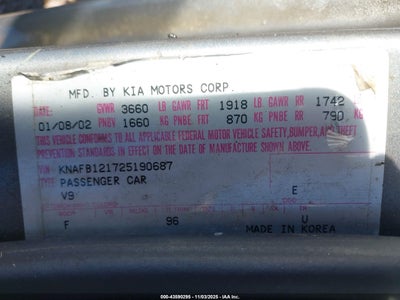 MFD. BY KIA MOTORS CORP.
DATE: GVWR 3660 LB GAWR FRT 1918 LB GAWR RR 1742
01/08/02 PNBV 1660 KG PNBE FRT 870 KG PNBE RR 790
THIS VEHICLE CONFORMS TO ALL APPLICABLE FEDERAL MOTOR VEHICLE SAFETY, BUMPER, AND THEFT
PREVENTION STANDARDS IN EFFECT ON THE DATE OF MANUFACTURE SHOWN ABOVE.
VIN: KNAFB121725190687
TYPE: PASSENGER CAR
V9 E
F 96 U
MADE IN KOREA
000-43590295 - 11/03/2025 - IAA Inc.